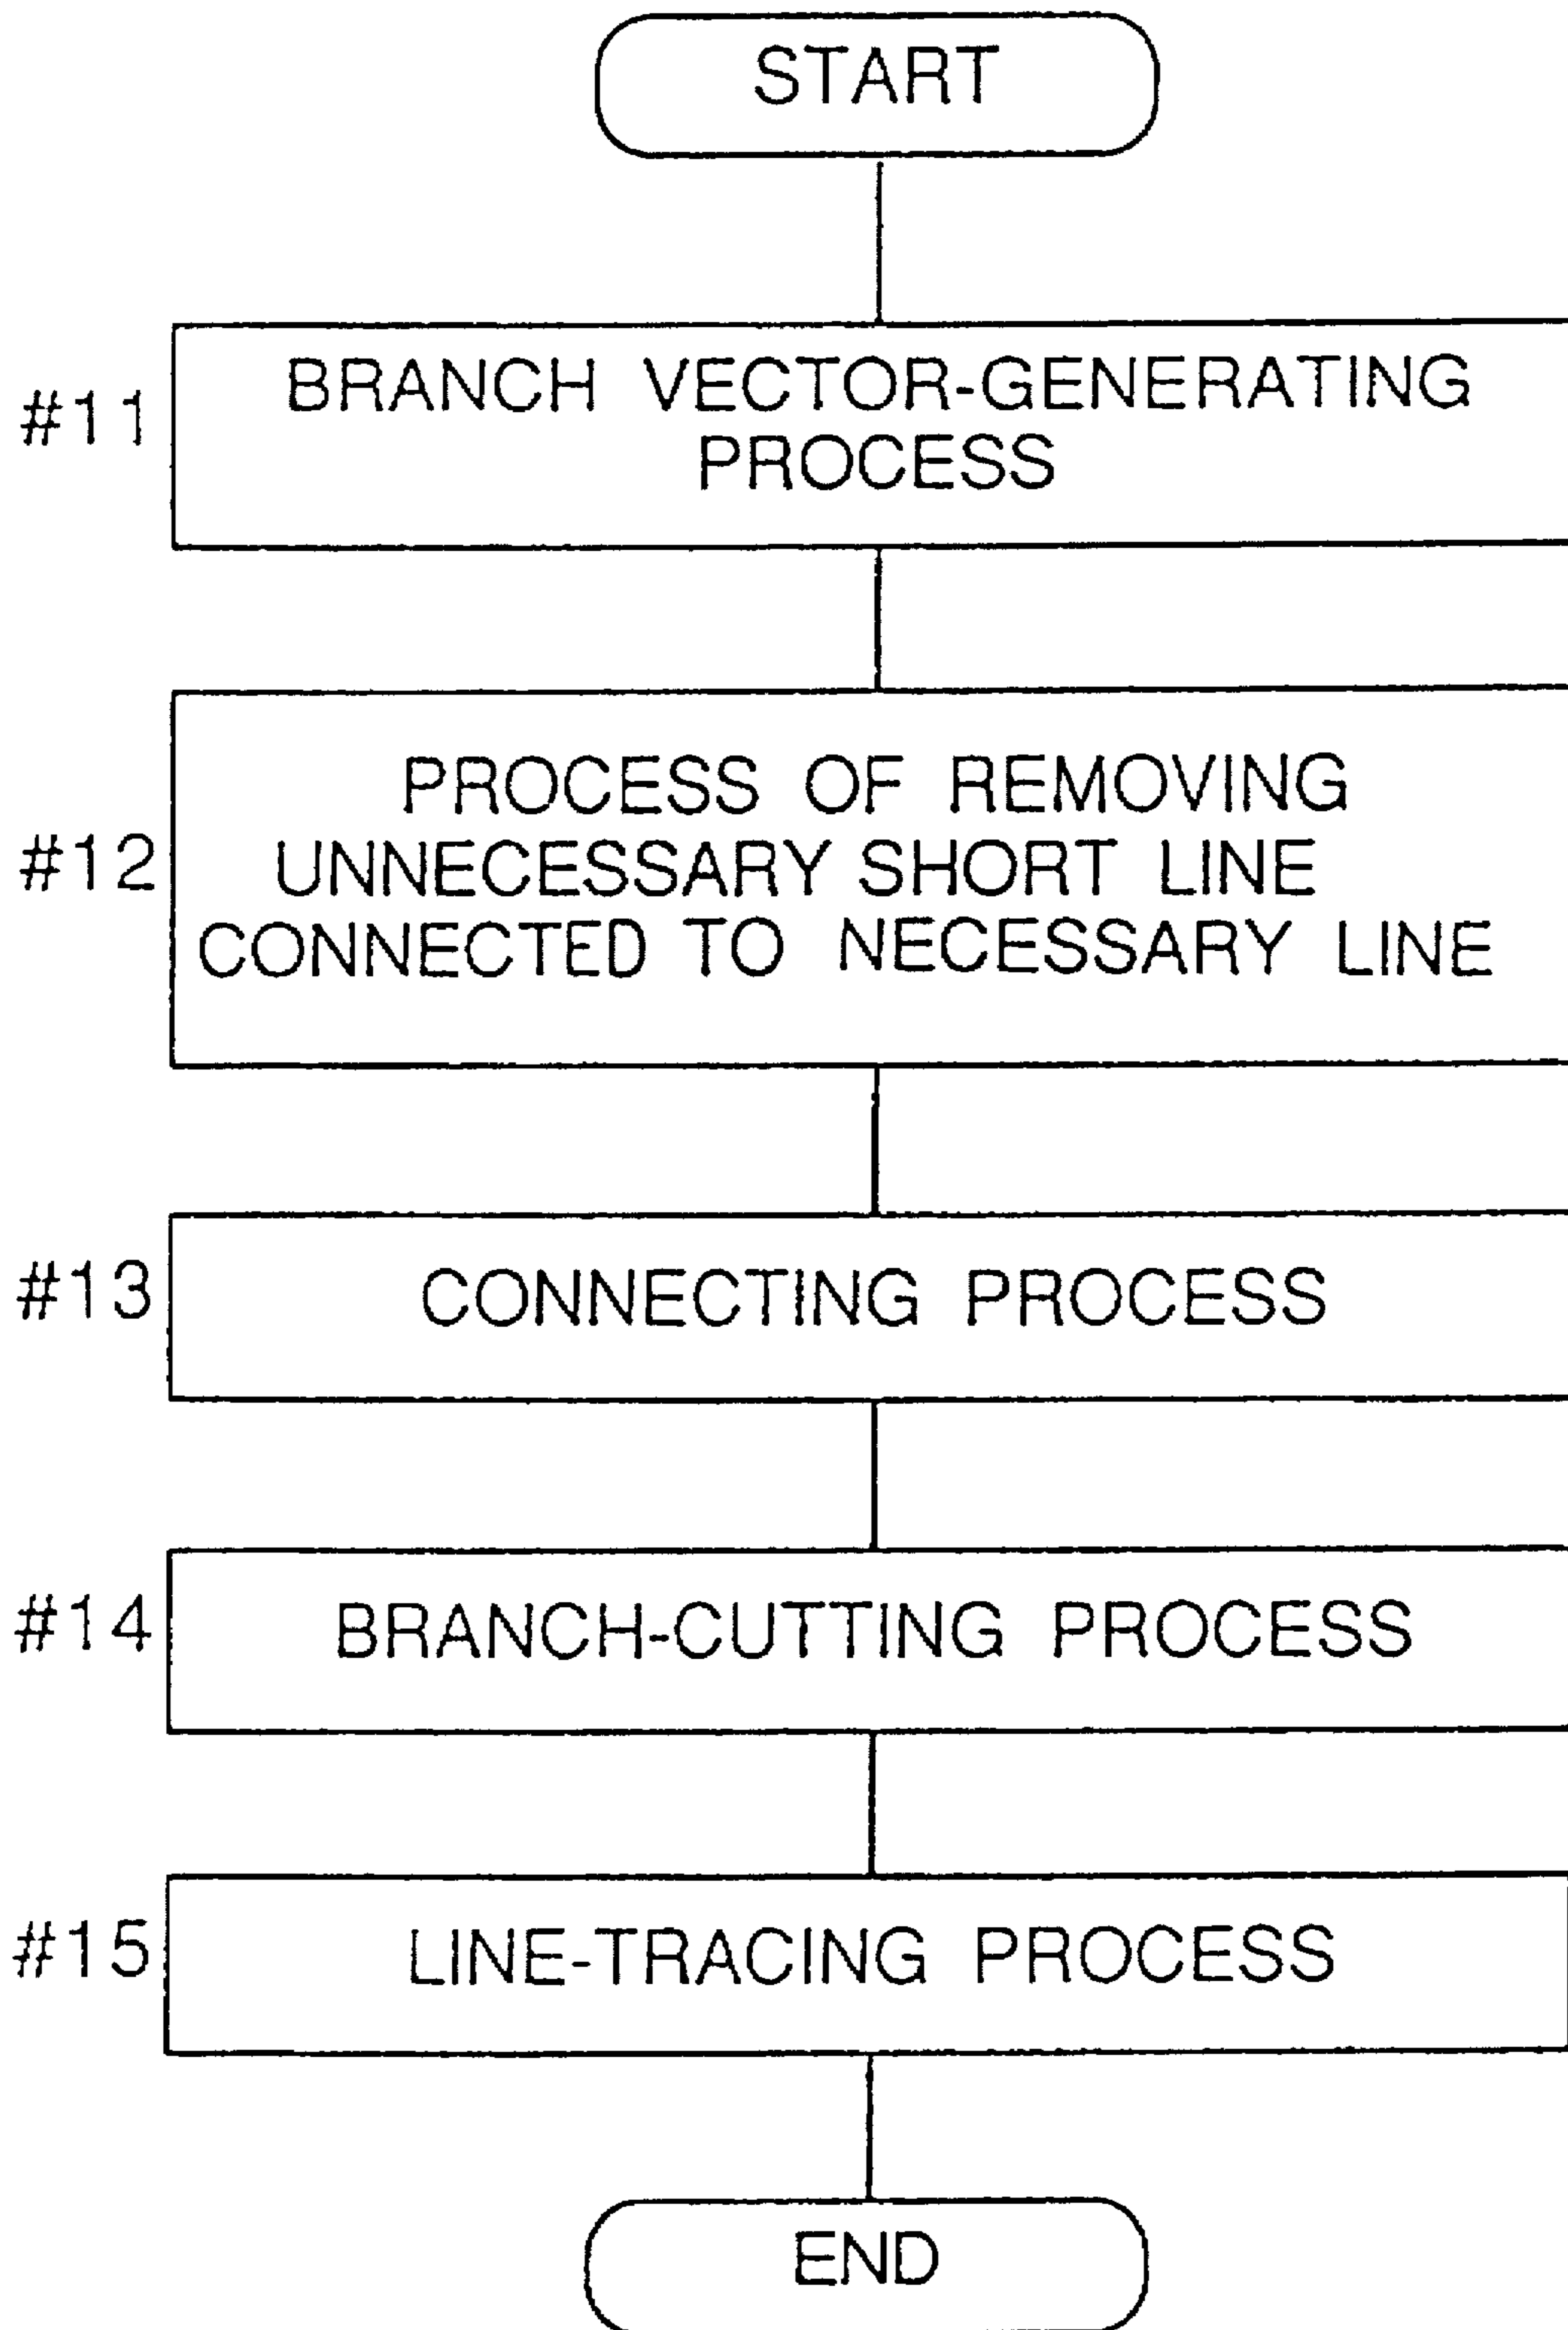 START
#11
BRANCH VECTOR-GENERATING
PROCESS
#12
PROCESS OF REMOVING
UNNECESSARY SHORT LINE
CONNECTED TO NECESSARY LINE
#13
CONNECTING PROCESS
#14
BRANCH-CUTTING PROCESS
#15
LINE-TRACING PROCESS
END